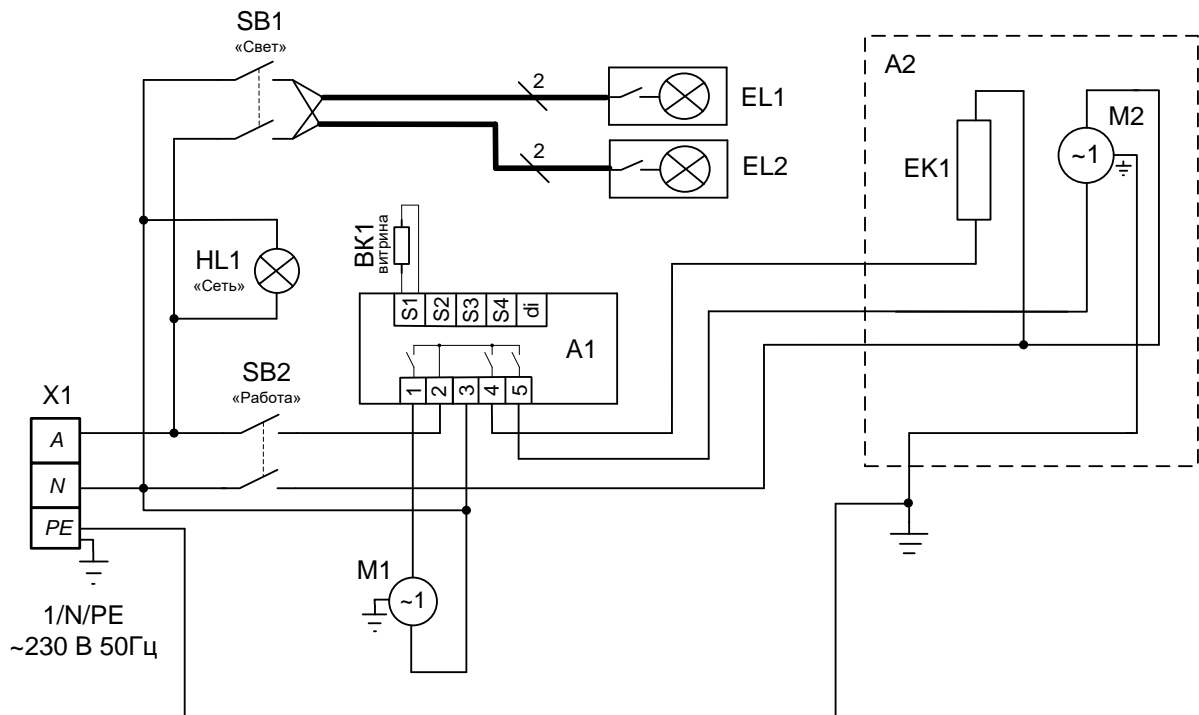 SB1
«Свет»
2
EL1
2
EL2
A2
M2
~1
EK1
HL1
«Сеть»
BK1
витрина
S1 S2 S3 S4 di
A1
1 2 3 4 5
SB2
«Работа»
X1
A
N
PE
1/N/PE
~230 В 50Гц
M1
~1